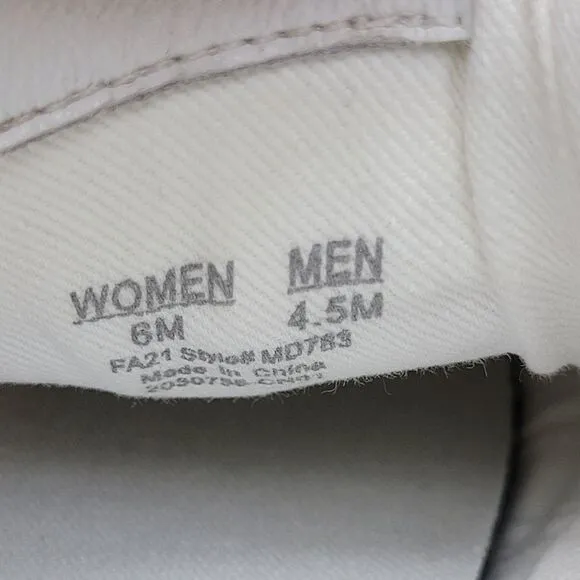 WOMEN MEN
6M 4.5M
FA21 Style# MD783
Made In China